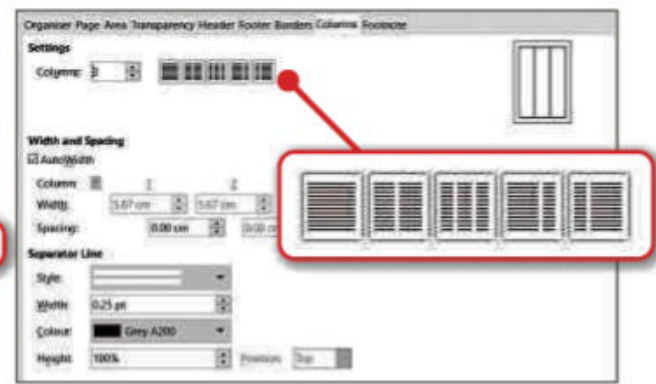 Organiser Page Area Transparency Header Footer Borders Columns Footnote
Settings
Columns: 3
Width and Spacing
AutoWidth
Column 1 2
Width: 5.67 cm 5.67 cm
Spacing: 0.00 cm 0.00 cm
Separator Line
Style:
Width: 0.25 pt
Colour: Grey A200
Height: 100% Position: Top